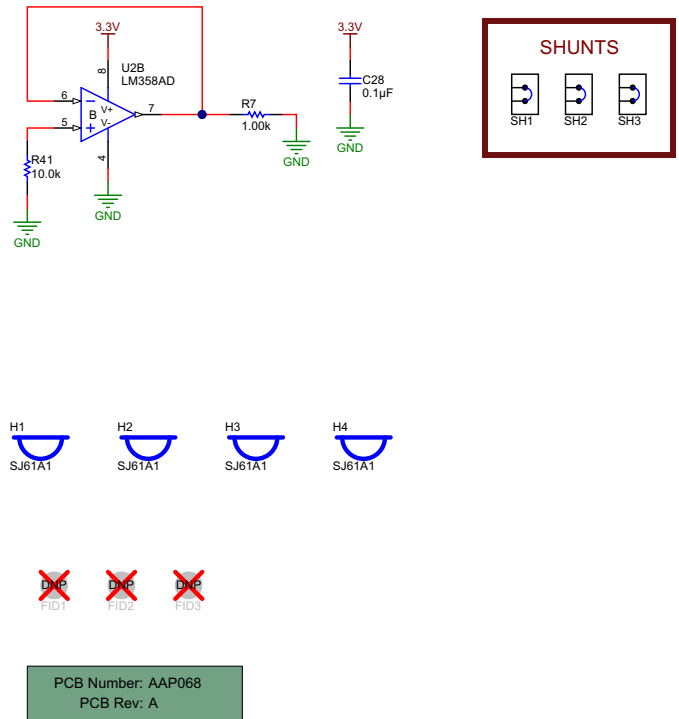 3.3V
3.3V
SHUNTS
8
U2B
LM358AD
C28
0.1µF
6
V+
B
7
R7
1.00k
5
V-
SH1 SH2 SH3
4
GND
GND
R41
10.0k
GND
GND
H1 H2 H3 H4
SJ61A1 SJ61A1 SJ61A1 SJ61A1
DNP DNP DNP
FID1 FID2 FID3
PCB Number: AAP068
PCB Rev: A